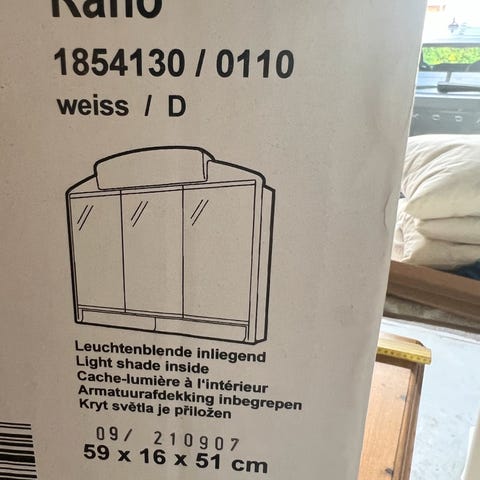 Rano
1854130 / 0110
weiss / D
Leuchtenblende inliegend
Light shade inside
Cache-lumière à l'intérieur
Armatuurafdekking inbegrepen
Kryt světla je přiložen
09/ 210907
59 x 16 x 51 cm